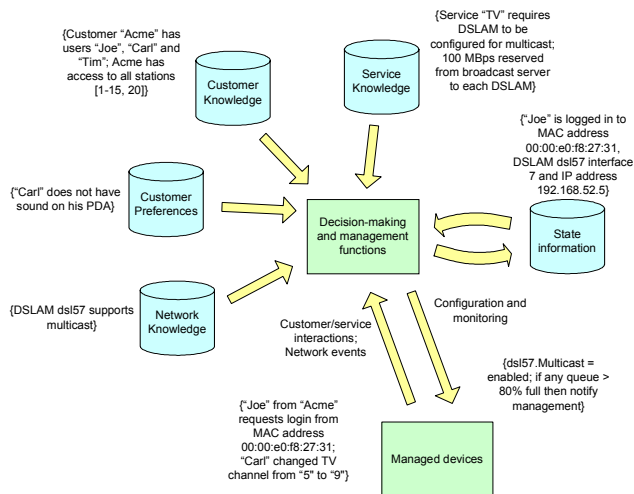 {Customer “Acme” has
users “Joe”, “Carl” and
“Tim”; Acme has
access to all stations
[1-15, 20]}
Customer
Knowledge
Service
Knowledge
{Service “TV” requires
DSLAM to be
configured for multicast;
100 MBps reserved
from broadcast server
to each DSLAM}
{“Joe” is logged in to
MAC address
00:00:e0:f8:27:31,
DSLAM dsl57 interface
7 and IP address
192.168.52.5}
{“Carl” does not have
sound on his PDA}
Customer
Preferences
Decision-making
and management
functions
State
information
{DSLAM dsl57 supports
multicast}
Network
Knowledge
Customer/service
interactions;
Network events
Configuration and
monitoring
{dsl57.Multicast =
enabled; if any queue >
80% full then notify
management}
{“Joe” from “Acme”
requests login from
MAC address
00:00:e0:f8:27:31;
“Carl” changed TV
channel from “5" to “9"}
Managed devices